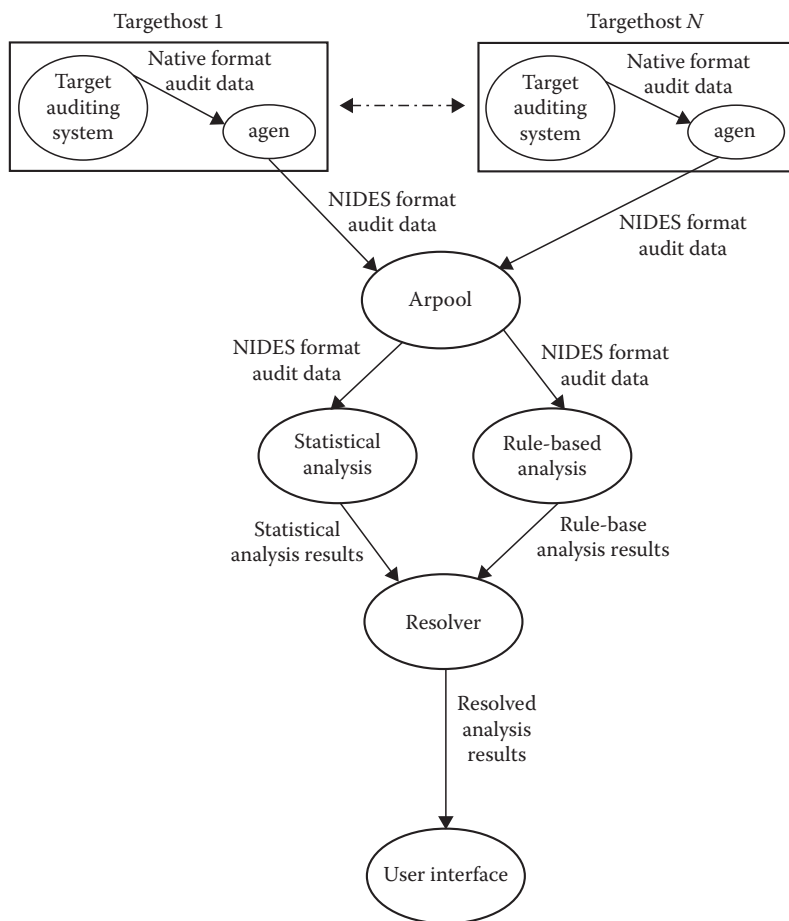 Targethost 1
Targethost N
Native format
audit data
Target
auditing
system
agen
Native format
audit data
Target
auditing
system
agen
NIDES format
audit data
NIDES format
audit data
Arpool
NIDES format
audit data
NIDES format
audit data
Statistical
analysis
Rule-based
analysis
Statistical
analysis results
Rule-base
analysis results
Resolver
Resolved
analysis
results
User interface